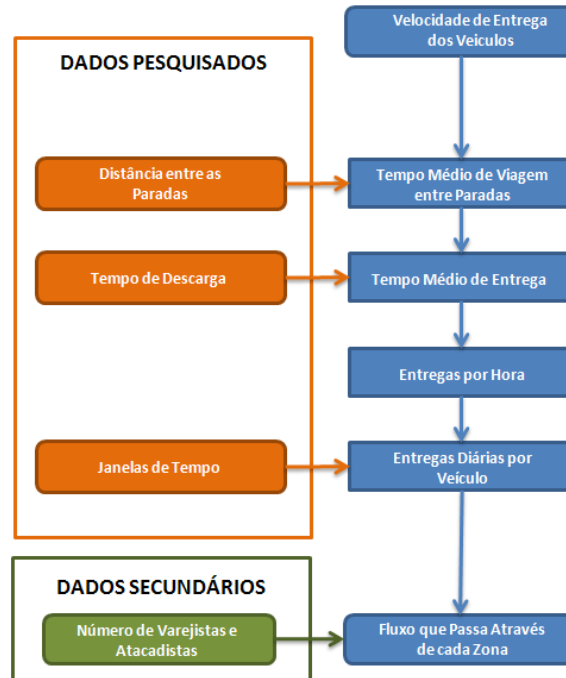 Velocidade de Entrega
dos Veiculos
DADOS PESQUISADOS
Distância entre as
Paradas
Tempo Médio de Viagem
entre Paradas
Tempo de Descarga
Tempo Médio de Entrega
Entregas por Hora
Janelas de Tempo
Entregas Diárias por
Veículo
DADOS SECUNDÁRIOS
Número de Varejistas e
Atacadistas
Fluxo que Passa Através
de cada Zona